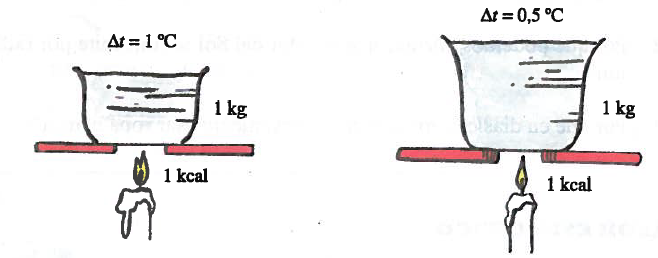 Δt = 1 ºC
1 kg
1 kcal
Δt = 0,5 ºC
1 kg
1 kcal